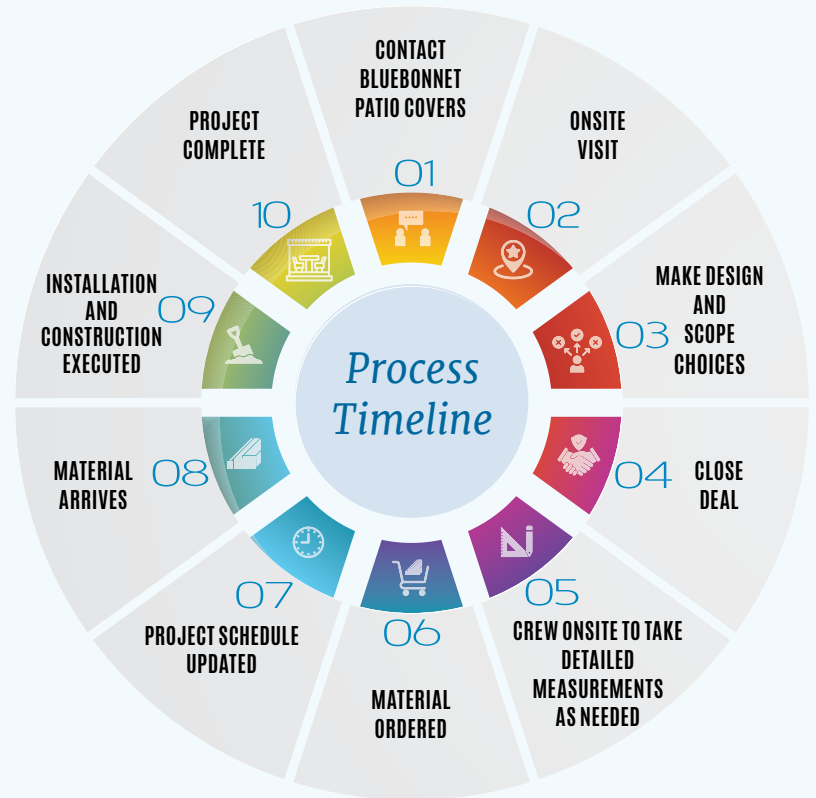 Process
Timeline
01
CONTACT
BLUEBONNET
PATIO COVERS
02
ONSITE
VISIT
03
MAKE DESIGN
AND
SCOPE
CHOICES
04
CLOSE
DEAL
05
CREW ONSITE TO TAKE
DETAILED
MEASUREMENTS
AS NEEDED
06
MATERIAL
ORDERED
07
PROJECT SCHEDULE
UPDATED
08
MATERIAL
ARRIVES
09
INSTALLATION
AND
CONSTRUCTION
EXECUTED
10
PROJECT
COMPLETE